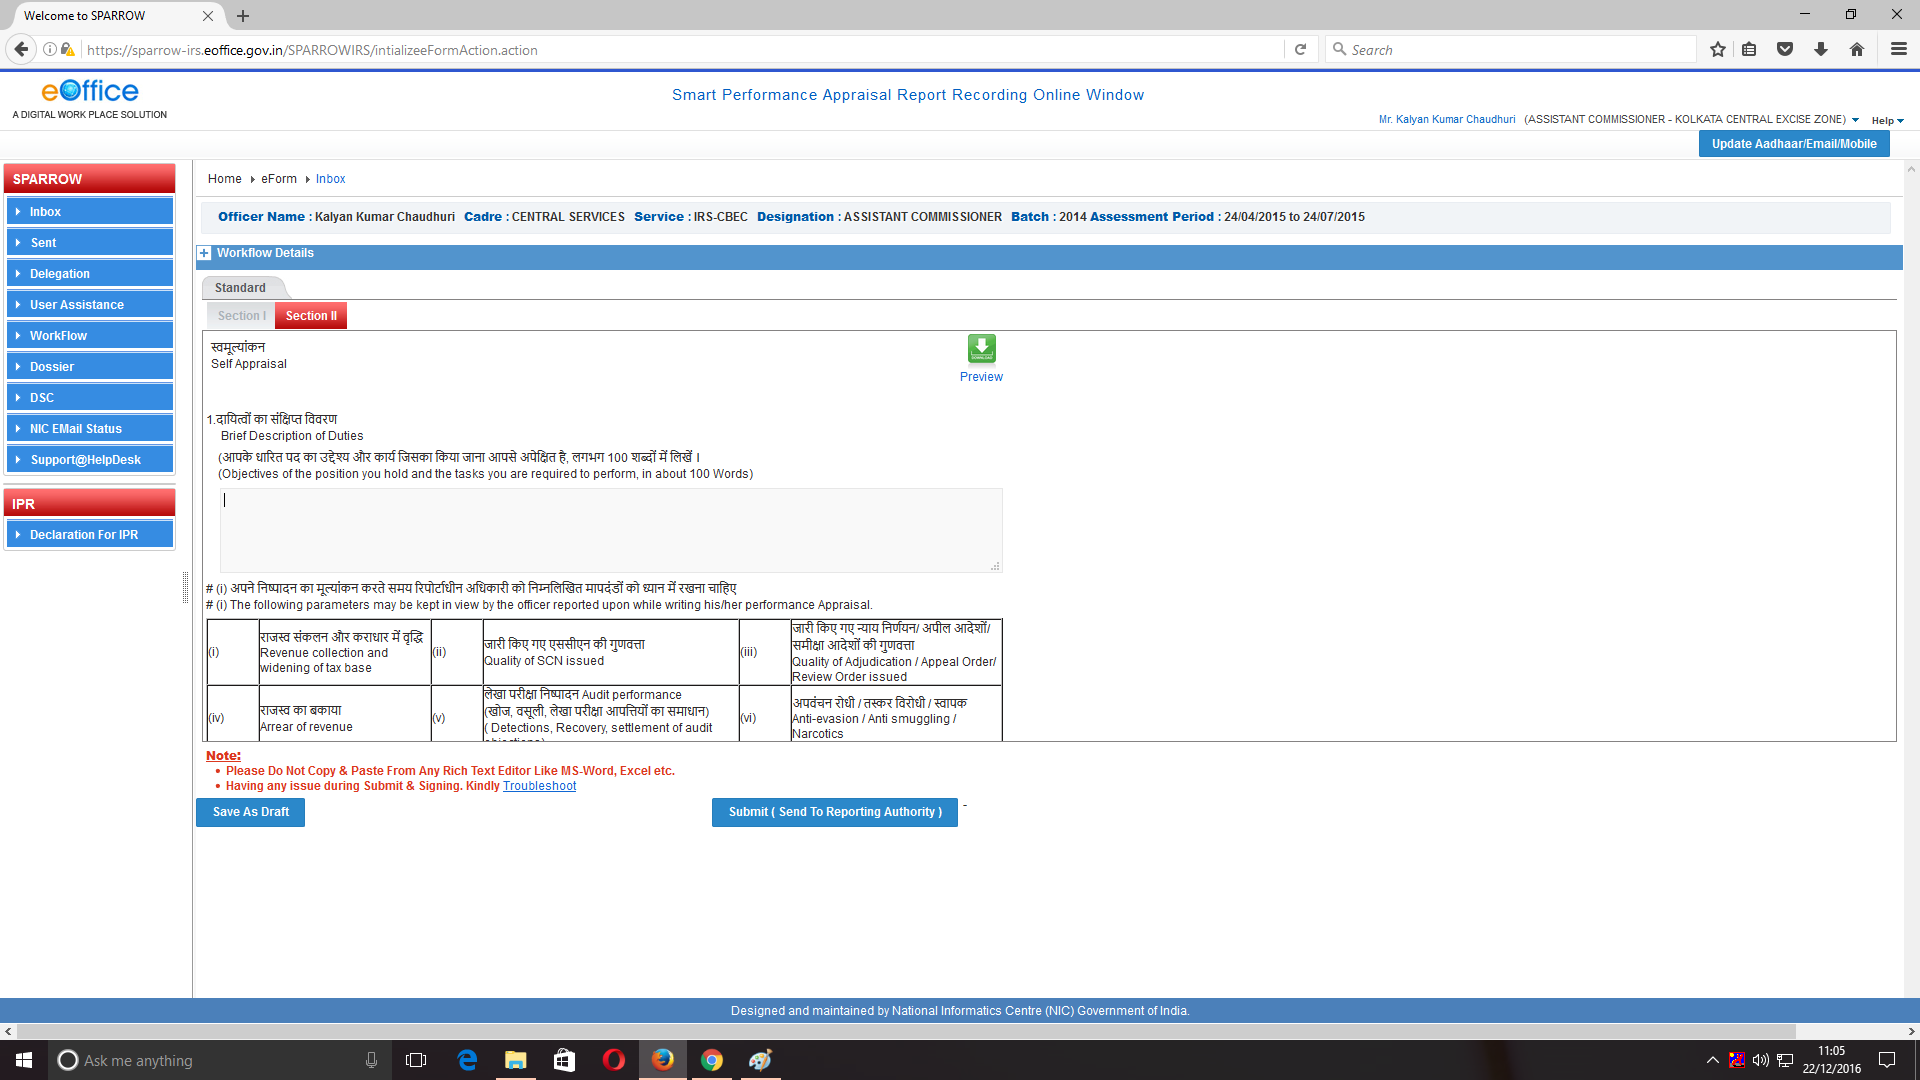 Welcome to SPARROW
https://sparrow-irs.eoffice.gov.in/SPARROWIRS/intializeeFormAction.action
Search
eOffice
A DIGITAL WORK PLACE SOLUTION
Smart Performance Appraisal Report Recording Online Window
Mr. Kalyan Kumar Chaudhuri (ASSISTANT COMMISSIONER - KOLKATA CENTRAL EXCISE ZONE) Help
Update Aadhaar/Email/Mobile
SPARROW
Inbox
Sent
Delegation
User Assistance
WorkFlow
Dossier
DSC
NIC EMail Status
Support@HelpDesk
IPR
Declaration For IPR
Home eForm Inbox
Officer Name : Kalyan Kumar Chaudhuri Cadre : CENTRAL SERVICES Service : IRS-CBEC Designation : ASSISTANT COMMISSIONER Batch : 2014 Assessment Period : 24/04/2015 to 24/07/2015
Workflow Details
Standard
Section I Section II
स्वमूल्यांकन
Self Appraisal
DOWNLOAD
Preview
1.दायित्वों का संक्षिप्त विवरण
Brief Description of Duties
(आपके धारित पद का उद्देश्य और कार्य जिसका किया जाना आपसे अपेक्षित है, लगभग 100 शब्दों में लिखें ।
(Objectives of the position you hold and the tasks you are required to perform, in about 100 Words)
# (i) अपने निष्पादन का मूल्यांकन करते समय रिपोर्टाधीन अधिकारी को निम्नलिखित मापदंडों को ध्यान में रखना चाहिए
# (i) The following parameters may be kept in view by the officer reported upon while writing his/her performance Appraisal.
(i)
राजस्व संकलन और कराधार में वृद्धि
Revenue collection and
widening of tax base
(ii)
जारी किए गए एससीएन की गुणवत्ता
Quality of SCN issued
(iii)
जारी किए गए न्याय निर्णयन/ अपील आदेशों/
समीक्षा आदेशों की गुणवत्ता
Quality of Adjudication / Appeal Order/
Review Order issued
(iv)
राजस्व का बकाया
Arrear of revenue
(v)
लेखा परीक्षा निष्पादन Audit performance
(खोज, वसूली, लेखा परीक्षा आपत्तियों का समाधान)
( Detections, Recovery, settlement of audit
objections)
(vi)
अपवंचन रोधी / तस्कर विरोधी / स्वापक
Anti-evasion / Anti smuggling /
Narcotics
Note:
• Please Do Not Copy & Paste From Any Rich Text Editor Like MS-Word, Excel etc.
• Having any issue during Submit & Signing. Kindly Troubleshoot
Save As Draft
Submit ( Send To Reporting Authority ) -
Designed and maintained by National Informatics Centre (NIC) Government of India.
Ask me anything
11:05
22/12/2016